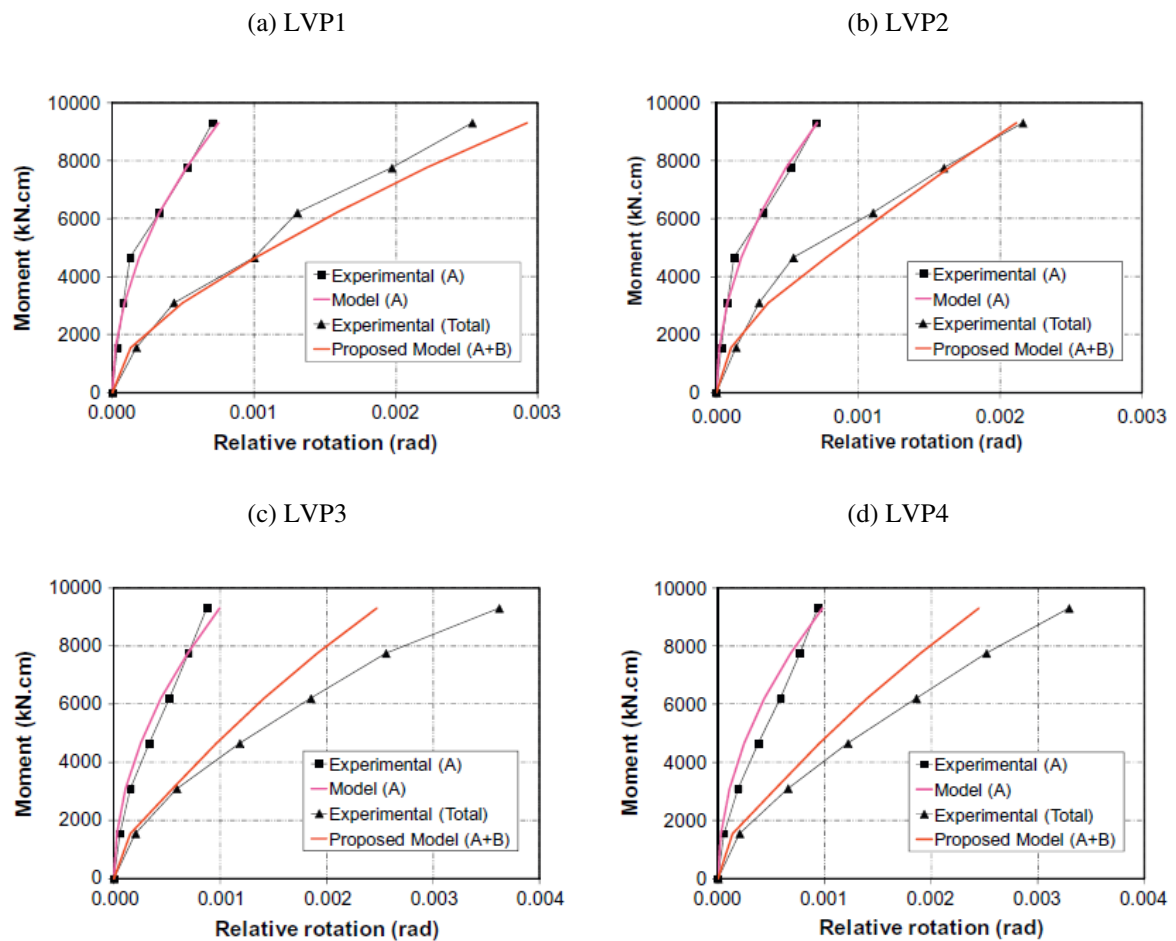 (a) LVP1
(b) LVP2
10000
8000
6000
4000
2000
0
Moment (kN.cm)
Experimental (A)
Model (A)
Experimental (Total)
Proposed Model (A+B)
0.000 0.001 0.002 0.003
Relative rotation (rad)
10000
8000
6000
4000
2000
0
Moment (kN.cm)
Experimental (A)
Model (A)
Experimental (Total)
Proposed Model (A+B)
0.000 0.001 0.002 0.003
Relative rotation (rad)
(c) LVP3
(d) LVP4
10000
8000
6000
4000
2000
0
Moment (kN.cm)
Experimental (A)
Model (A)
Experimental (Total)
Proposed Model (A+B)
0.000 0.001 0.002 0.003 0.004
Relative rotation (rad)
10000
8000
6000
4000
2000
0
Moment (kN.cm)
Experimental (A)
Model (A)
Experimental (Total)
Proposed Model (A+B)
0.000 0.001 0.002 0.003 0.004
Relative rotation (rad)